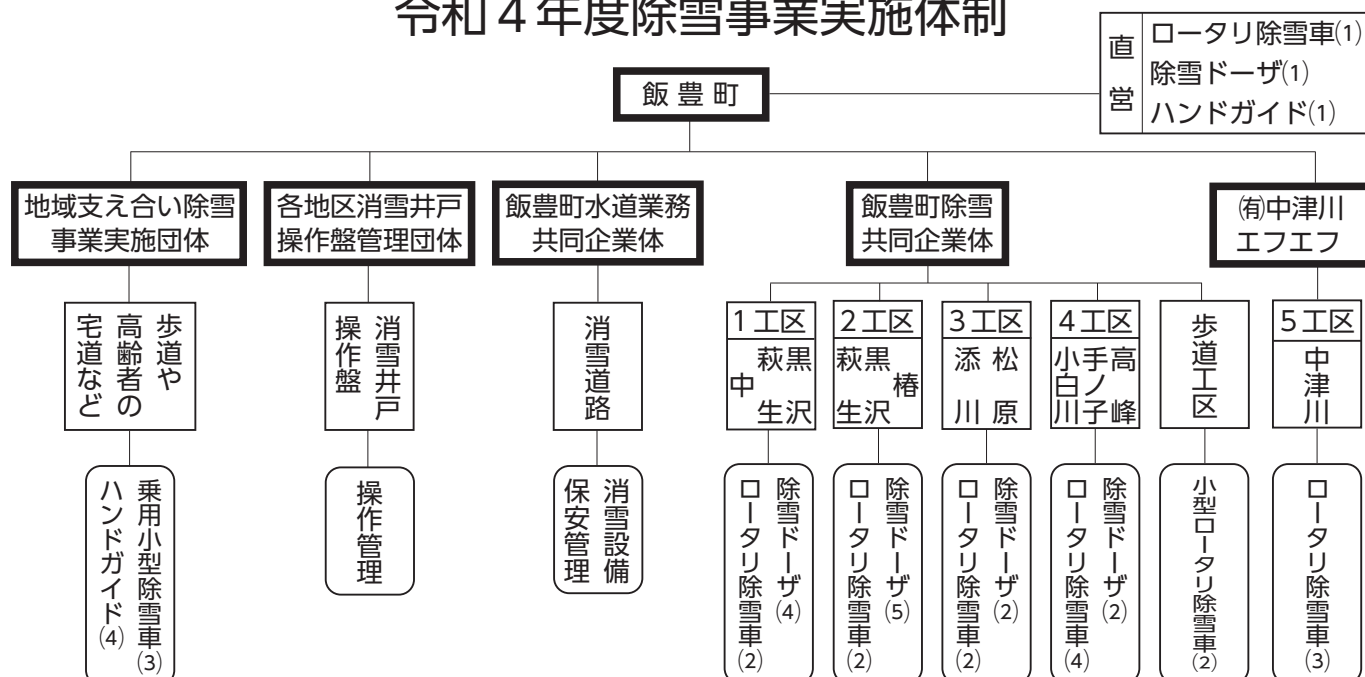 令和４年度除雪事業実施体制
直営
ロータリ除雪車⑴
除雪ドーザ⑴
ハンドガイド⑴
飯豊町
地域支え合い除雪
事業実施団体
各地区消雪井戸
操作盤管理団体
飯豊町水道業務
共同企業体
飯豊町除雪
共同企業体
㈲中津川
エフエフ
歩道や
高齢者の
宅道など
消雪井戸
操作盤
消雪道路
１工区
黒沢
萩生
中
２工区
椿
黒沢
萩生
３工区
松原
添川
４工区
高峰
手ノ子
小白川
歩道工区
５工区
中津川
乗用小型除雪車⑶
ハンドガイド⑷
操作管理
消雪設備
保安管理
除雪ドーザ⑷
ロータリ除雪車⑵
除雪ドーザ⑸
ロータリ除雪車⑵
除雪ドーザ⑵
ロータリ除雪車⑵
除雪ドーザ⑵
ロータリ除雪車⑷
小型ロータリ除雪車⑵
ロータリ除雪車⑶